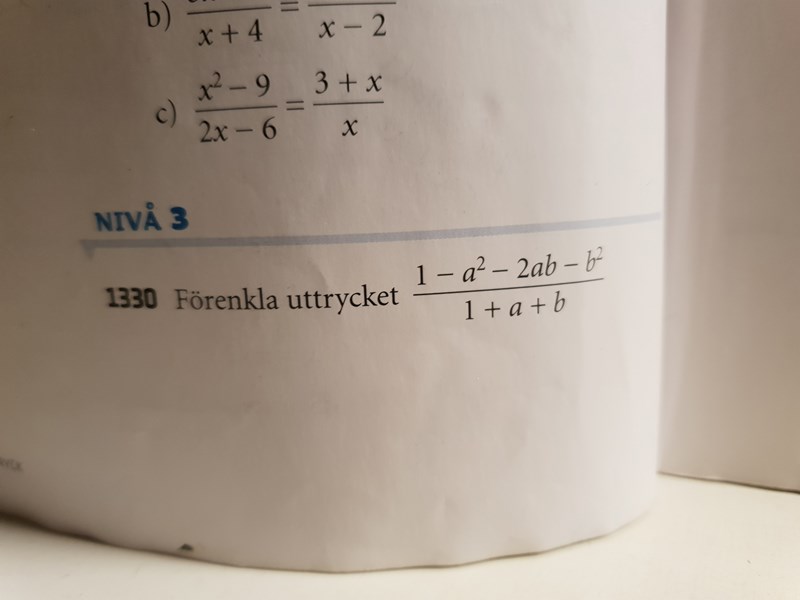 b) x + 4 = x − 2
c) x² − 9 / 2x − 6 = 3 + x / x
NIVÅ 3
1330 Förenkla uttrycket 1 − a² − 2ab − b² / 1 + a + b